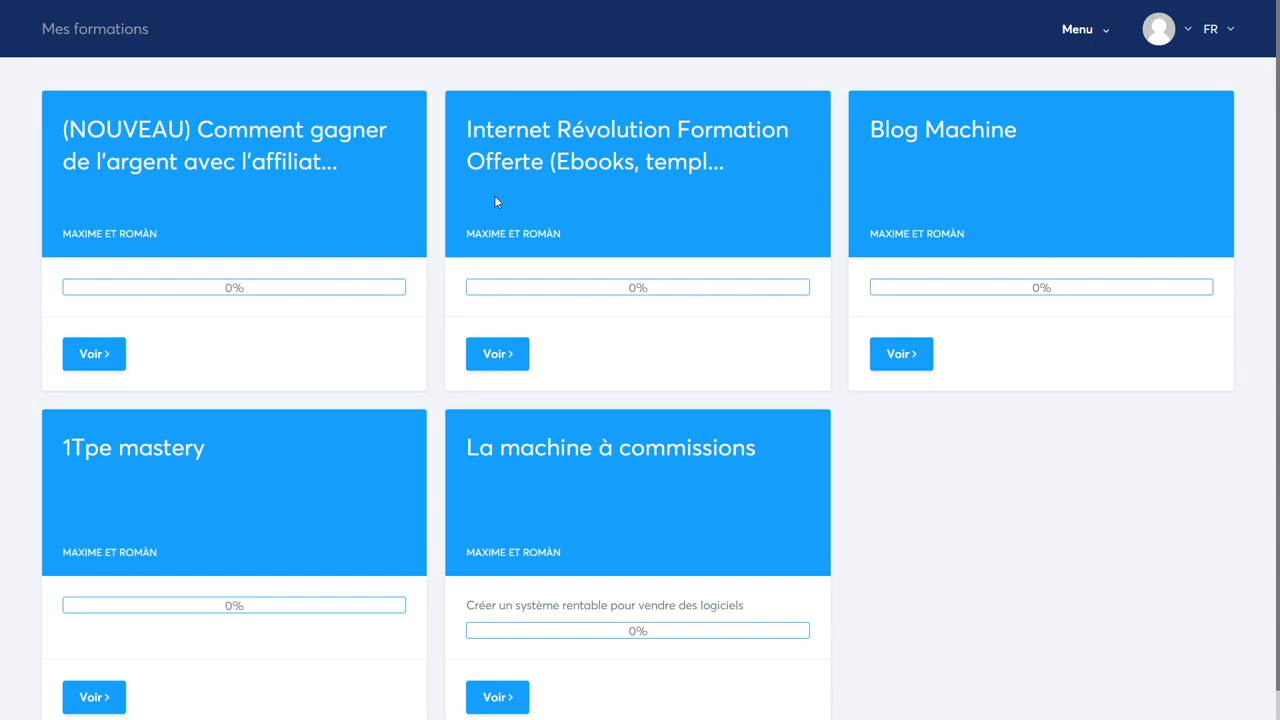 Mes formations
Menu
FR
(NOUVEAU) Comment gagner
de l'argent avec l'affiliat...
MAXIME ET ROMÀN
0%
Voir >
Internet Révolution Formation
Offerte (Ebooks, templ...
MAXIME ET ROMÀN
0%
Voir >
Blog Machine
MAXIME ET ROMÀN
0%
Voir >
1Tpe mastery
MAXIME ET ROMÀN
0%
Voir >
La machine à commissions
MAXIME ET ROMÀN
Créer un système rentable pour vendre des logiciels
0%
Voir >